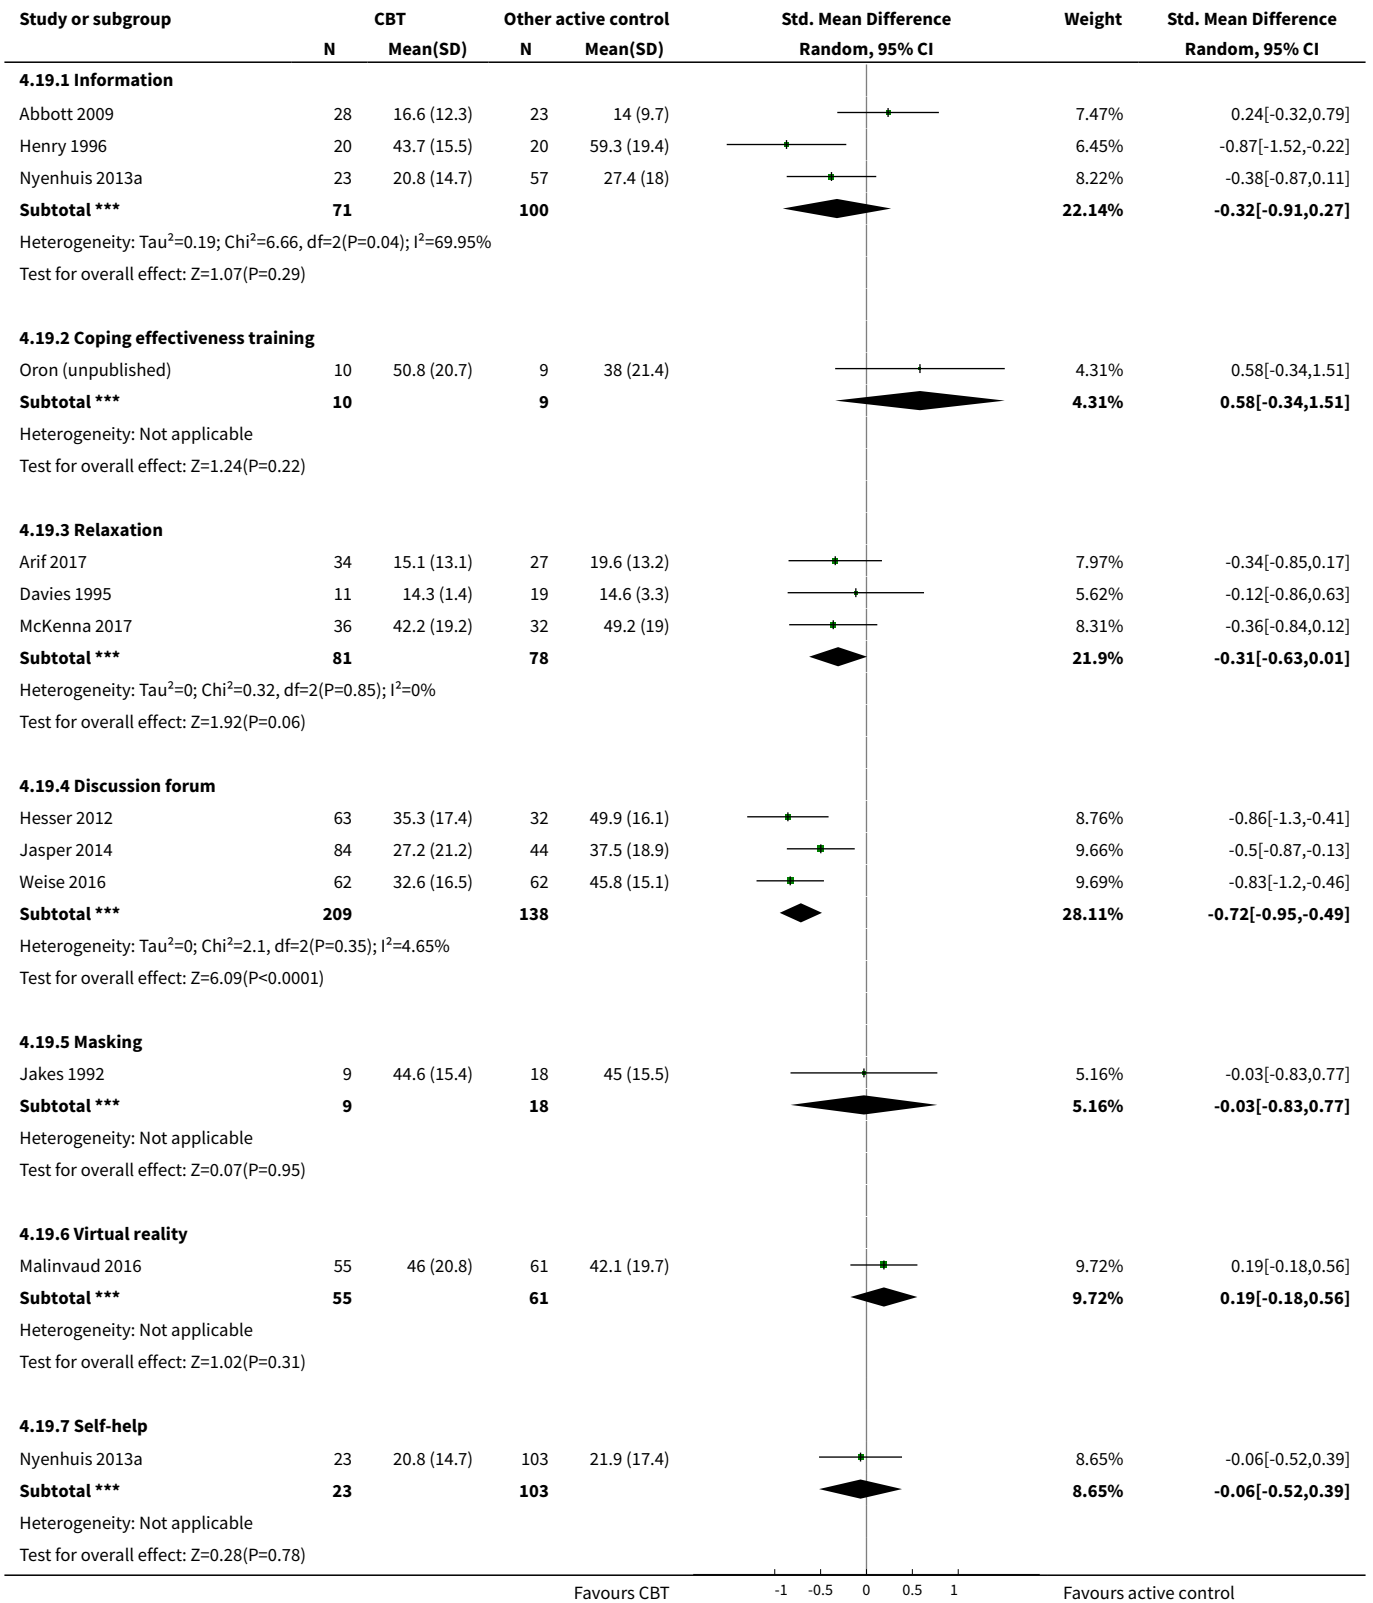 Study or subgroup CBT Other active control Std. Mean Difference Weight Std. Mean Difference
N Mean(SD) N Mean(SD) Random, 95% CI Random, 95% CI
4.19.1 Information
Abbott 2009 28 16.6 (12.3) 23 14 (9.7) 7.47% 0.24[-0.32,0.79]
Henry 1996 20 43.7 (15.5) 20 59.3 (19.4) 6.45% -0.87[-1.52,-0.22]
Nyenhuis 2013a 23 20.8 (14.7) 57 27.4 (18) 8.22% -0.38[-0.87,0.11]
Subtotal *** 71 100 22.14% -0.32[-0.91,0.27]
Heterogeneity: Tau²=0.19; Chi²=6.66, df=2(P=0.04); I²=69.95%
Test for overall effect: Z=1.07(P=0.29)
4.19.2 Coping effectiveness training
Oron (unpublished) 10 50.8 (20.7) 9 38 (21.4) 4.31% 0.58[-0.34,1.51]
Subtotal *** 10 9 4.31% 0.58[-0.34,1.51]
Heterogeneity: Not applicable
Test for overall effect: Z=1.24(P=0.22)
4.19.3 Relaxation
Arif 2017 34 15.1 (13.1) 27 19.6 (13.2) 7.97% -0.34[-0.85,0.17]
Davies 1995 11 14.3 (1.4) 19 14.6 (3.3) 5.62% -0.12[-0.86,0.63]
McKenna 2017 36 42.2 (19.2) 32 49.2 (19) 8.31% -0.36[-0.84,0.12]
Subtotal *** 81 78 21.9% -0.31[-0.63,0.01]
Heterogeneity: Tau²=0; Chi²=0.32, df=2(P=0.85); I²=0%
Test for overall effect: Z=1.92(P=0.06)
4.19.4 Discussion forum
Hesser 2012 63 35.3 (17.4) 32 49.9 (16.1) 8.76% -0.86[-1.3,-0.41]
Jasper 2014 84 27.2 (21.2) 44 37.5 (18.9) 9.66% -0.5[-0.87,-0.13]
Weise 2016 62 32.6 (16.5) 62 45.8 (15.1) 9.69% -0.83[-1.2,-0.46]
Subtotal *** 209 138 28.11% -0.72[-0.95,-0.49]
Heterogeneity: Tau²=0; Chi²=2.1, df=2(P=0.35); I²=4.65%
Test for overall effect: Z=6.09(P<0.0001)
4.19.5 Masking
Jakes 1992 9 44.6 (15.4) 18 45 (15.5) 5.16% -0.03[-0.83,0.77]
Subtotal *** 9 18 5.16% -0.03[-0.83,0.77]
Heterogeneity: Not applicable
Test for overall effect: Z=0.07(P=0.95)
4.19.6 Virtual reality
Malinvaud 2016 55 46 (20.8) 61 42.1 (19.7) 9.72% 0.19[-0.18,0.56]
Subtotal *** 55 61 9.72% 0.19[-0.18,0.56]
Heterogeneity: Not applicable
Test for overall effect: Z=1.02(P=0.31)
4.19.7 Self-help
Nyenhuis 2013a 23 20.8 (14.7) 103 21.9 (17.4) 8.65% -0.06[-0.52,0.39]
Subtotal *** 23 103 8.65% -0.06[-0.52,0.39]
Heterogeneity: Not applicable
Test for overall effect: Z=0.28(P=0.78)
Favours CBT -1 -0.5 0 0.5 1 Favours active control